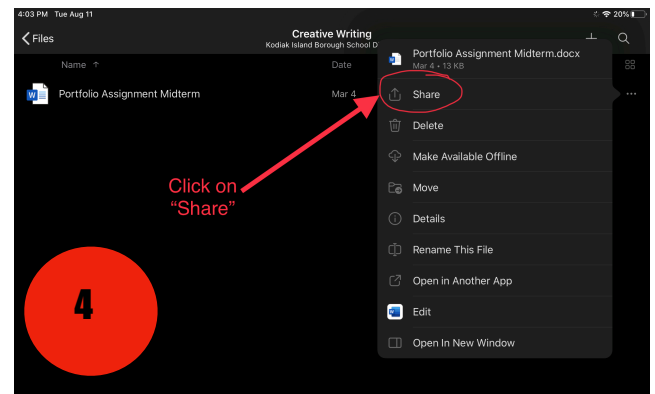 4:03 PM Tue Aug 11
20%
Files
Creative Writing
Kodiak Island Borough School D
Name ↑
Date
W
Portfolio Assignment Midterm
Mar 4
Portfolio Assignment Midterm.docx
Mar 4 • 13 KB
Share
Delete
Make Available Offline
Move
Details
Rename This File
Open in Another App
Edit
Open In New Window
Click on
“Share”
4